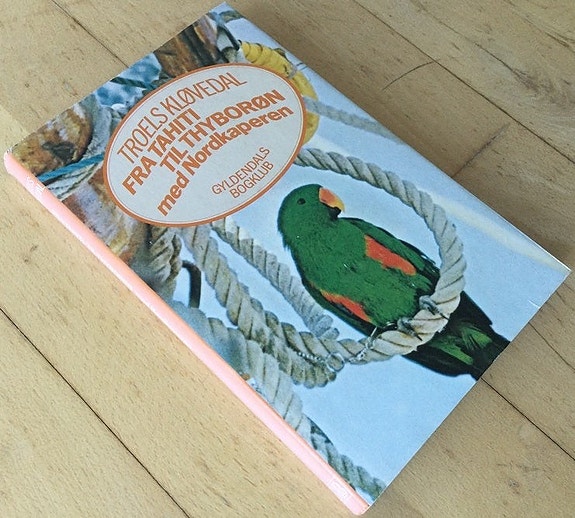 TROELS KLØVEDAL
FRA TAHITI
TIL THYBORØN
med Nordkaperen
GYLDENDALS
BOGKLUB